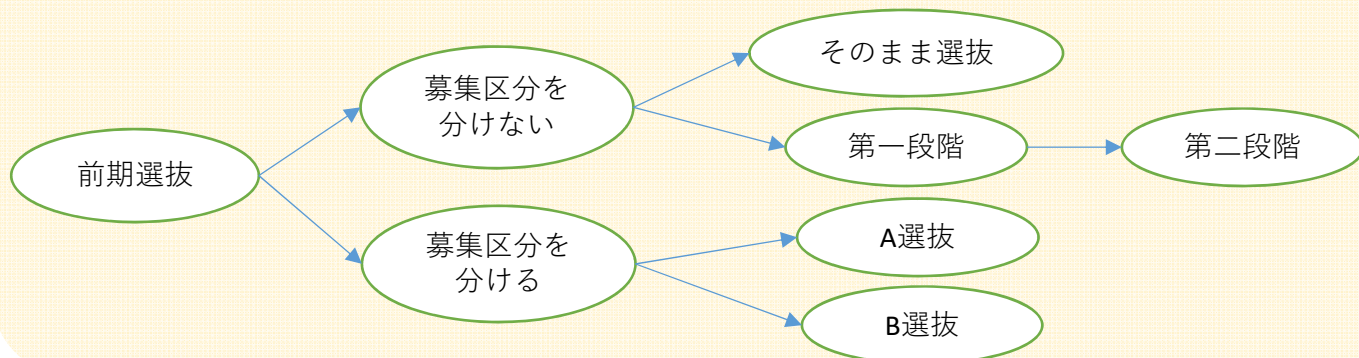 前期選抜
募集区分を
分けない
そのまま選抜
第一段階
第二段階
募集区分を
分ける
A選抜
B選抜